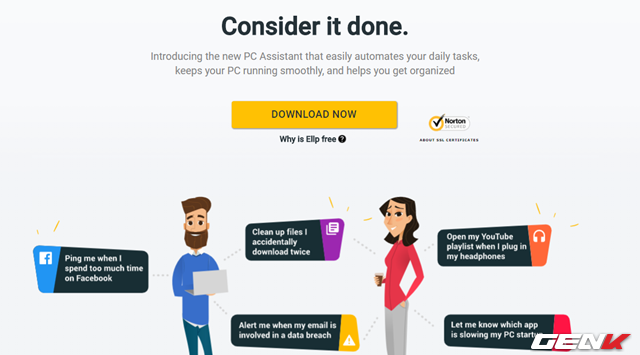 Consider it done.
Introducing the new PC Assistant that easily automates your daily tasks,
keeps your PC running smoothly, and helps you get organized
DOWNLOAD NOW
Why is Ellp free ?
Norton
SECURED
ABOUT SSL CERTIFICATES
Ping me when I
spend too much time
on Facebook
Clean up files I
accidentally
download twice
Open my YouTube
playlist when I plug in
my headphones
Alert me when my email is
involved in a data breach
Let me know which app
is slowing my PC startup
GENK